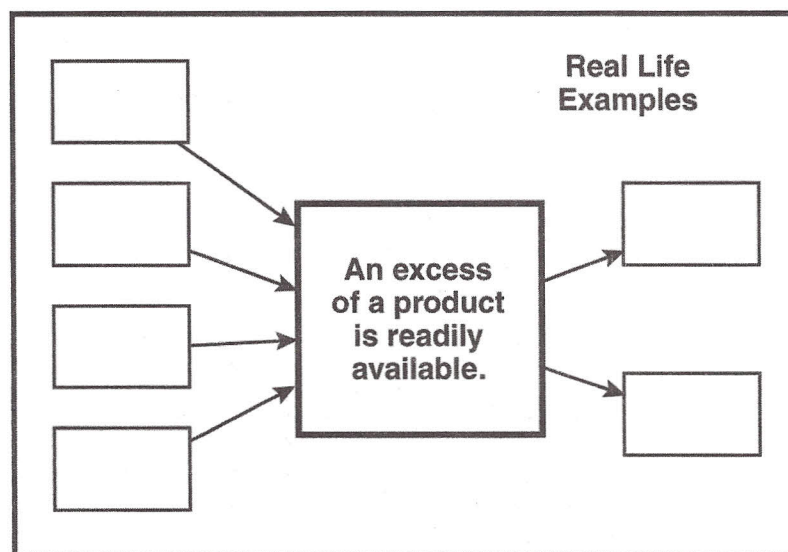 Real Life
Examples
An excess
of a product
is readily
available.